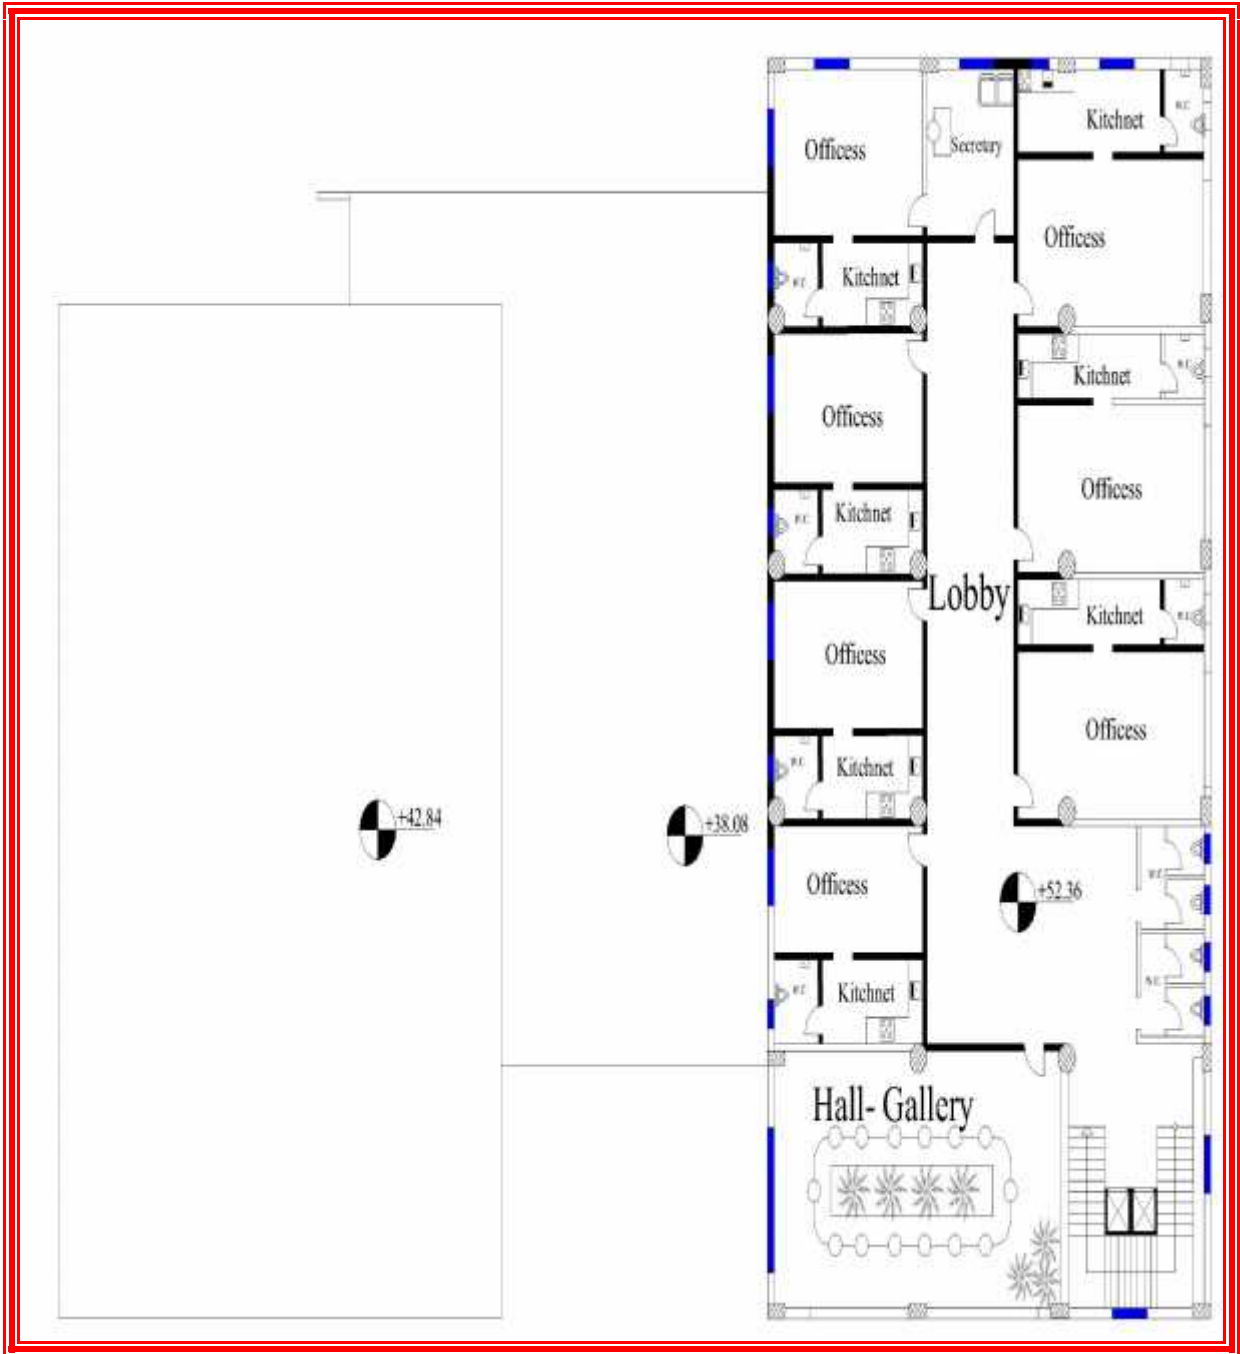 Kitchnet
W.C
Officess
Secretary
Officess
Kitchnet
W.C
Kitchnet
W.C
Officess
Officess
Kitchnet
W.C
Lobby
Kitchnet
W.C
Officess
Officess
Kitchnet
W.C
+42.84
+38.08
Officess
+52.36
W.C
W.C
Kitchnet
W.C
Hall- Gallery